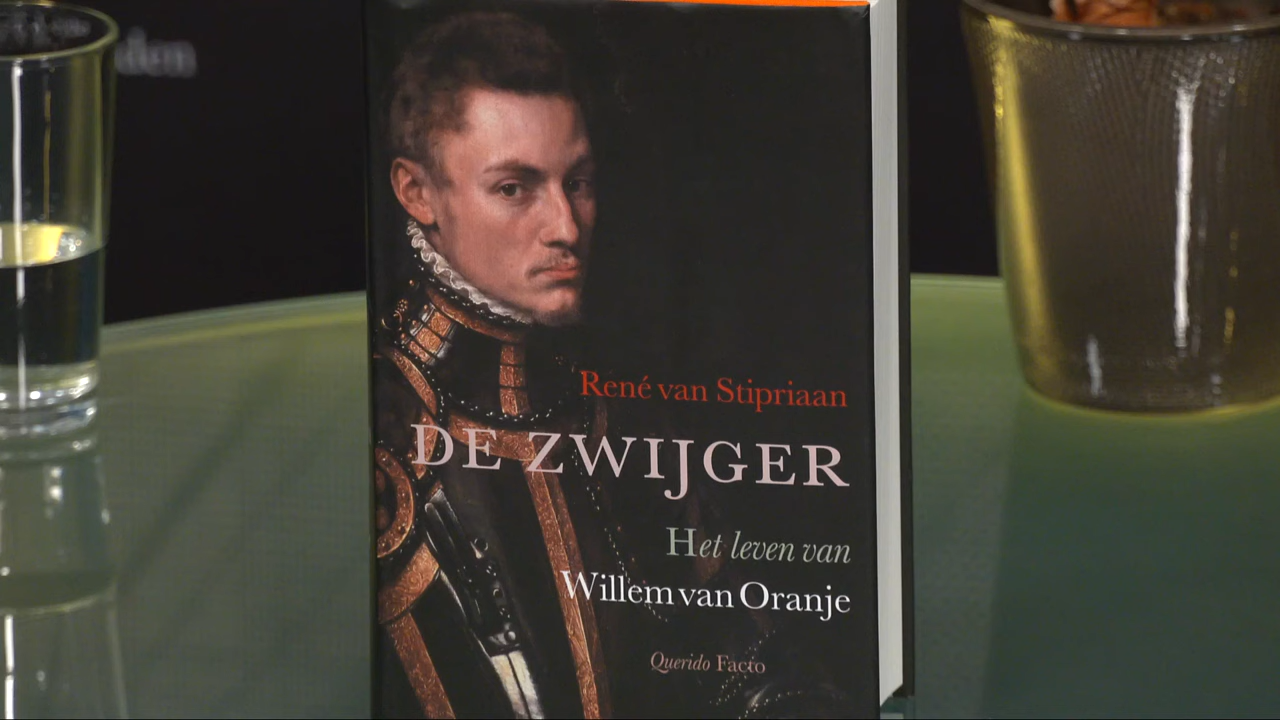 René van Stipriaan
DE ZWIJGER
Het leven van
Willem van Oranje
Querido Facto